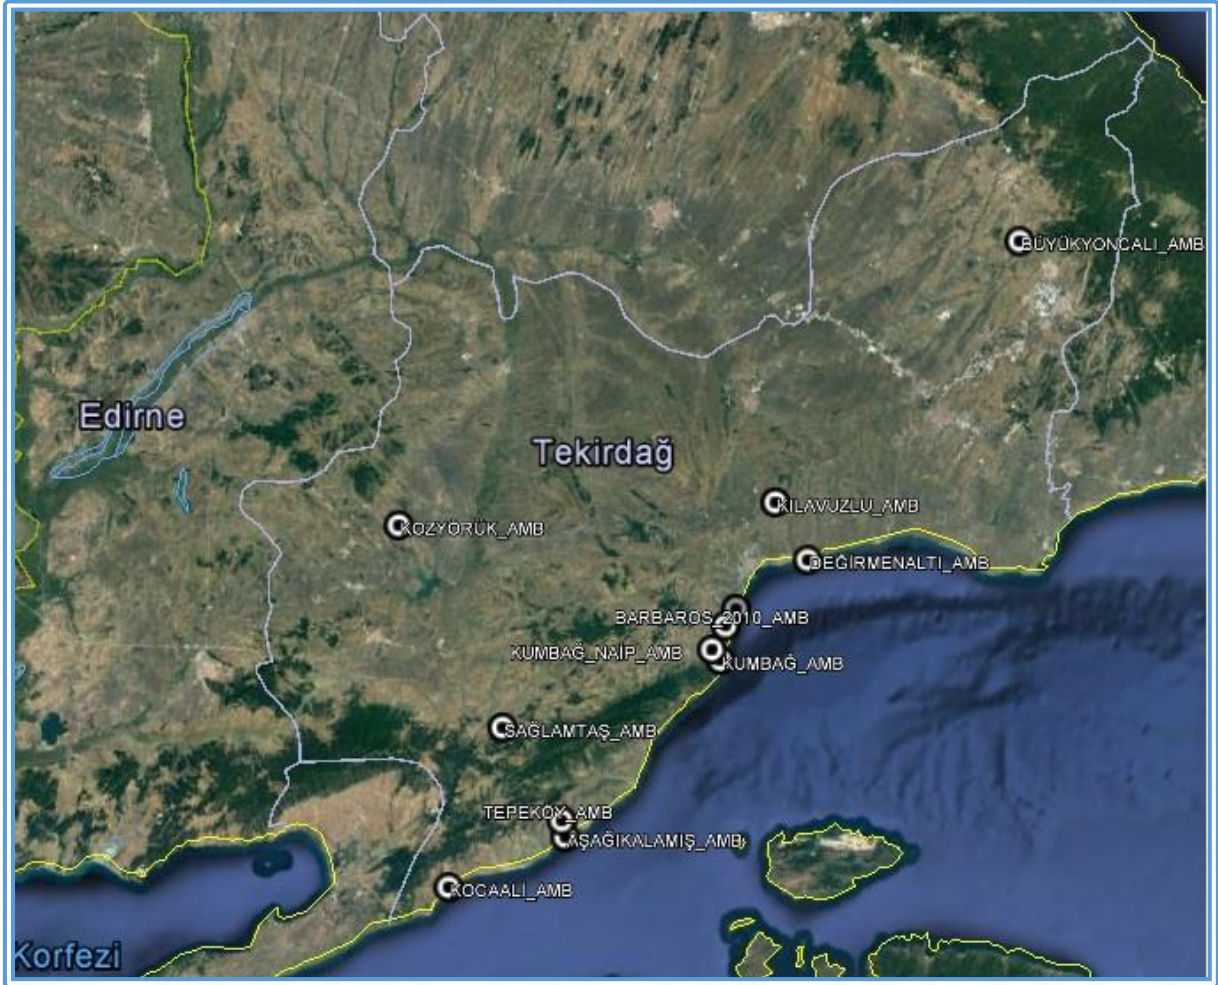 BÜYÜKYONCALI_AMB
Edirne
Tekirdağ
KILAVUZLU_AMB
KOZYÖRÜK_AMB
DEĞİRMENALTI_AMB
BARBAROS_2010_AMB
KUMBAĞ_NAİP_AMB
KUMBAĞ_AMB
SAĞLAMTAŞ_AMB
TEPEKÖY_AMB
AŞAĞIKALAMIŞ_AMB
KOCAALİ_AMB
Korfezi